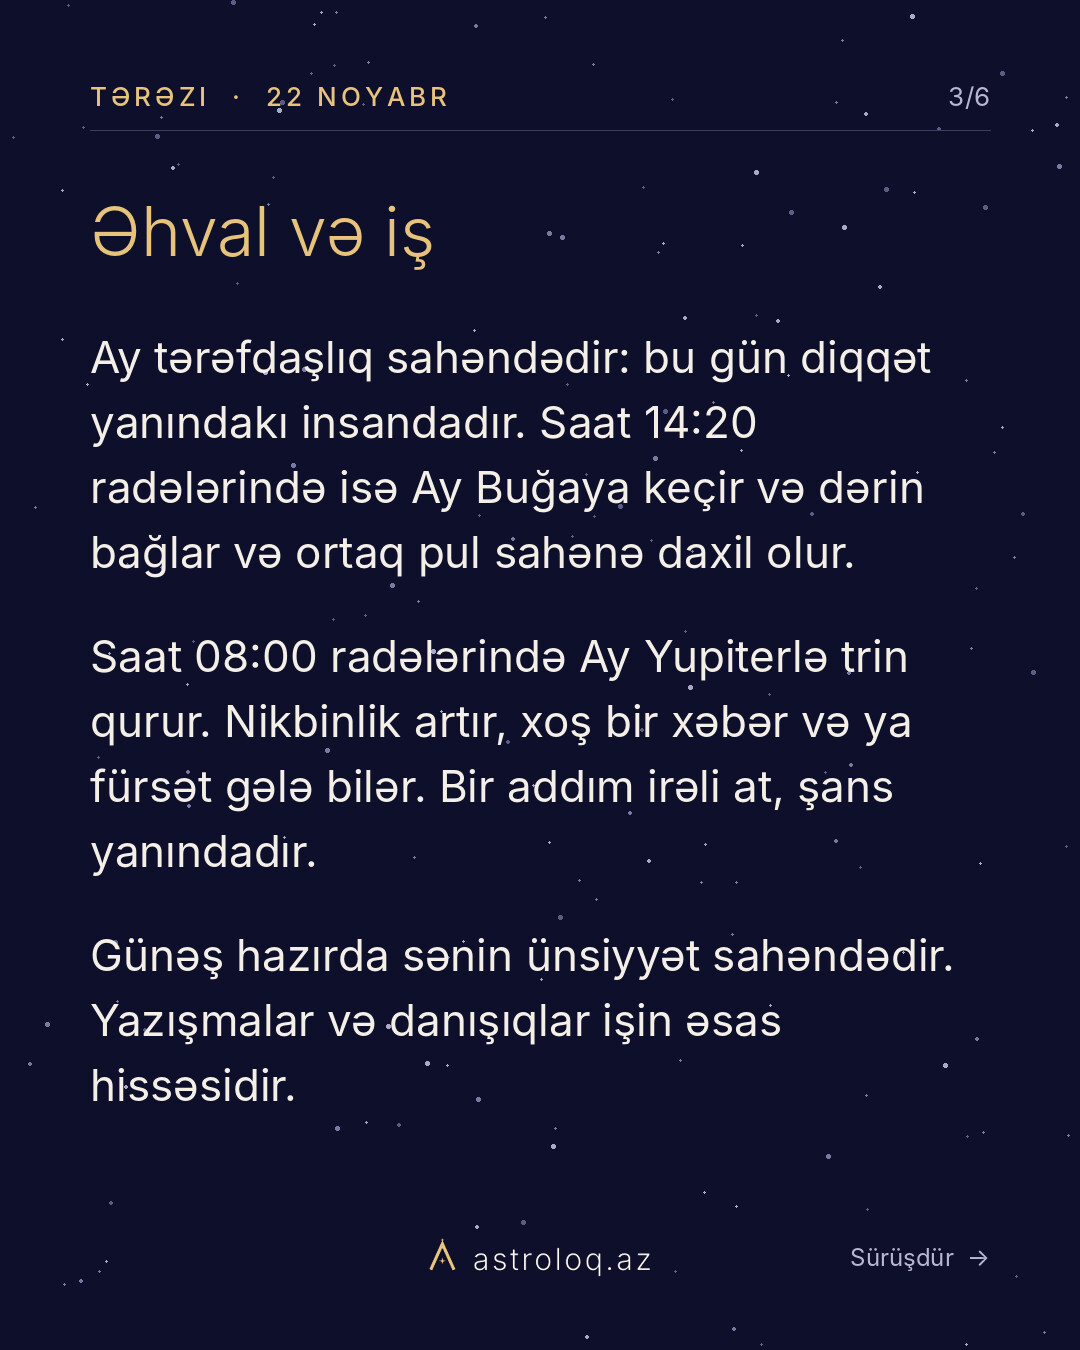 TƏRƏZI · 22 NOYABR
3/6
Əhval və iş
Ay tərəfdaşlıq sahəndədir: bu gün diqqət
yanındakı insandadır. Saat 14:20
radələrində isə Ay Buğaya keçir və dərin
bağlar və ortaq pul sahənə daxil olur.
Saat 08:00 radələrində Ay Yupiterlə trin
qurur. Nikbinlik artır, xoş bir xəbər və ya
fürsət gələ bilər. Bir addım irəli at, şans
yanındadır.
Günəş hazırda sənin ünsiyyət sahəndədir.
Yazışmalar və danışıqlar işin əsas
hissəsidir.
astroloq.az
Sürüşdür →